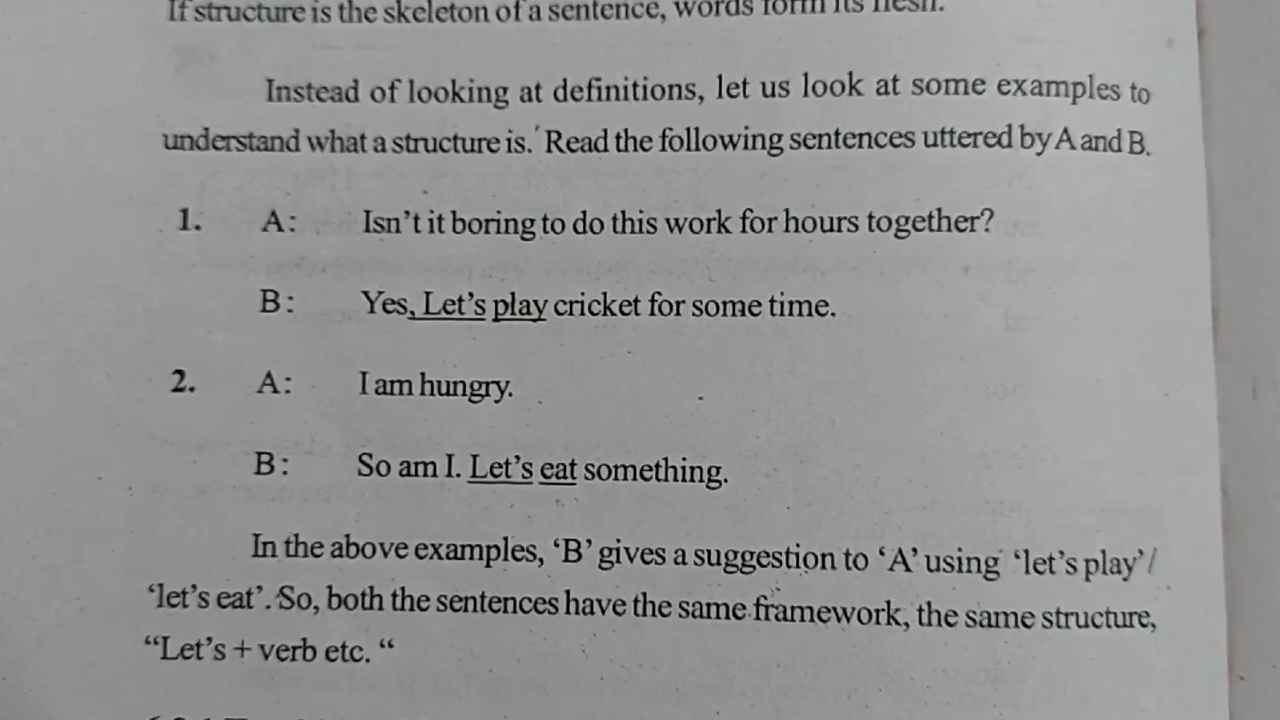 If structure is the skeleton of a sentence, words form its flesh.
Instead of looking at definitions, let us look at some examples to
understand what a structure is. Read the following sentences uttered by A and B.
1. A: Isn't it boring to do this work for hours together?
B: Yes, Let's play cricket for some time.
2. A: I am hungry.
B: So am I. Let's eat something.
In the above examples, ‘B’ gives a suggestion to ‘A’ using ‘let's play’/
‘let's eat’. So, both the sentences have the same framework, the same structure,
“Let's + verb etc. “